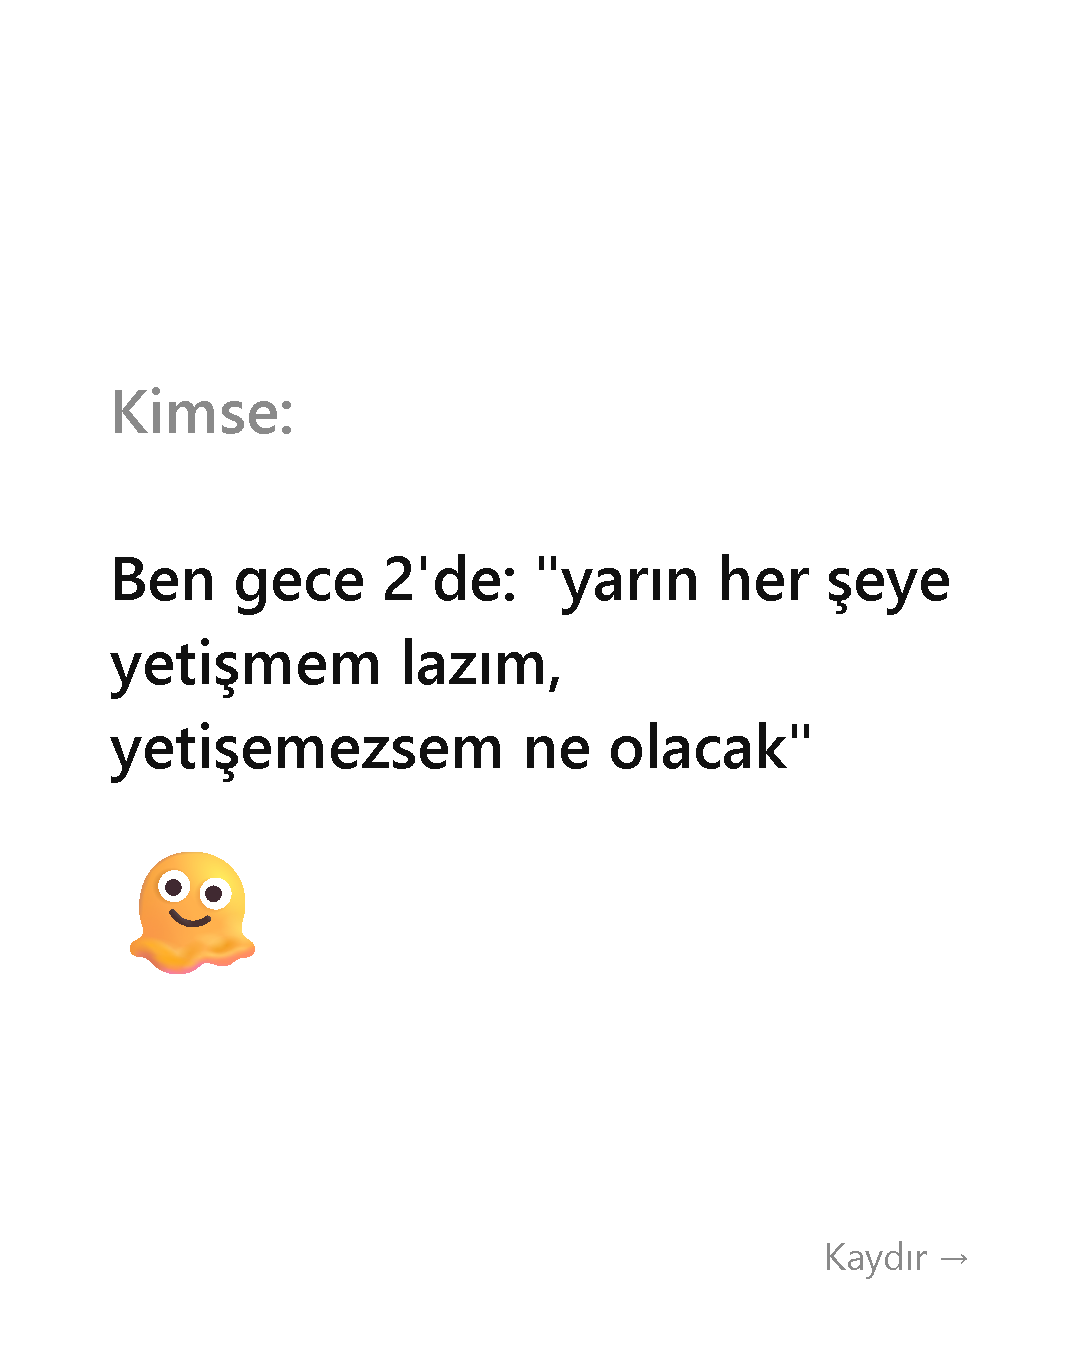 Kimse:
Ben gece 2'de: "yarın her şeye
yetişmem lazım,
yetişemezsem ne olacak"
Kaydır →